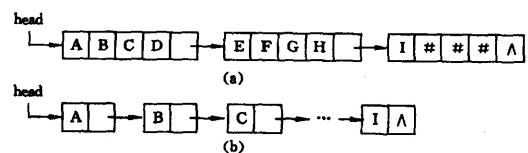 head
A B C D E F G H I # # # ∧
(a)
head
A B C ··· I ∧
(b)